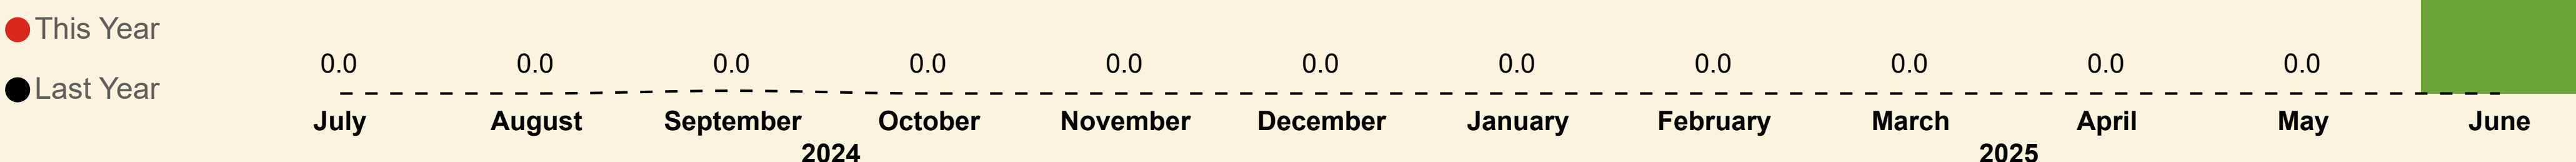 This Year
0.0 0.0 0.0 0.0 0.0 0.0 0.0 0.0 0.0 0.0 0.0
Last Year
July August September October November December January February March April May June
2024 2025